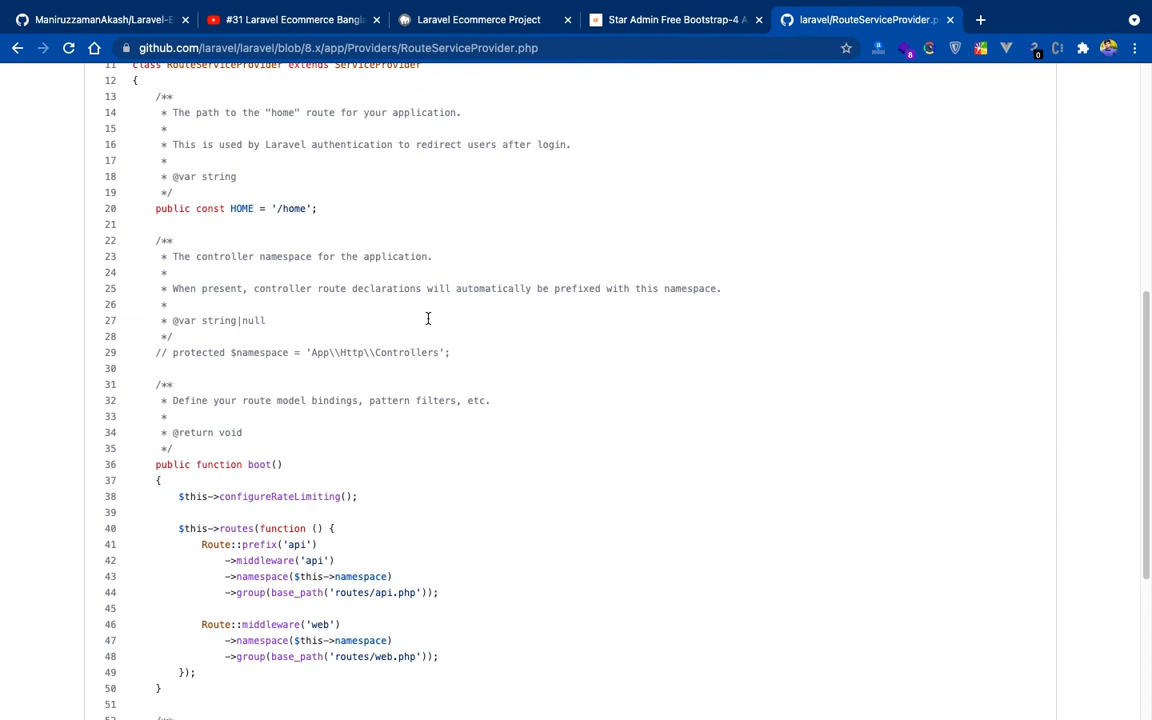 ManiruzzamanAkash/Laravel-E
#31 Laravel Ecommerce Bangla
Laravel Ecommerce Project
Star Admin Free Bootstrap-4 A
laravel/RouteServiceProvider.p
github.com/laravel/laravel/blob/8.x/app/Providers/RouteServiceProvider.php
8
0
11 class RouteServiceProvider extends ServiceProvider
12 {
13 /**
14 * The path to the "home" route for your application.
15 *
16 * This is used by Laravel authentication to redirect users after login.
17 *
18 * @var string
19 */
20 public const HOME = '/home';
21
22 /**
23 * The controller namespace for the application.
24 *
25 * When present, controller route declarations will automatically be prefixed with this namespace.
26 *
27 * @var string|null
28 */
29 // protected $namespace = 'App\\Http\\Controllers';
30
31 /**
32 * Define your route model bindings, pattern filters, etc.
33 *
34 * @return void
35 */
36 public function boot()
37 {
38 $this->configureRateLimiting();
39
40 $this->routes(function () {
41 Route::prefix('api')
42 ->middleware('api')
43 ->namespace($this->namespace)
44 ->group(base_path('routes/api.php'));
45
46 Route::middleware('web')
47 ->namespace($this->namespace)
48 ->group(base_path('routes/web.php'));
49 });
50 }
51
52 /**